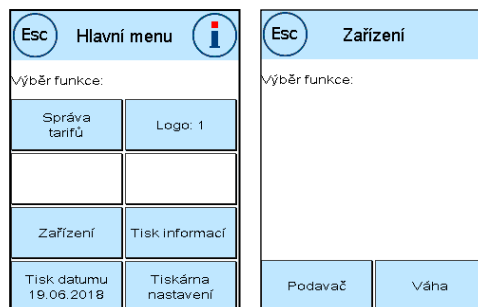 Esc Hlavní menu i
Výběr funkce:
Správa
tarifů
Logo: 1
Zařízení
Tisk informací
Tisk datumu
19.06.2018
Tiskárna
nastavení
Esc Zařízení
Výběr funkce:
Podavač
Váha